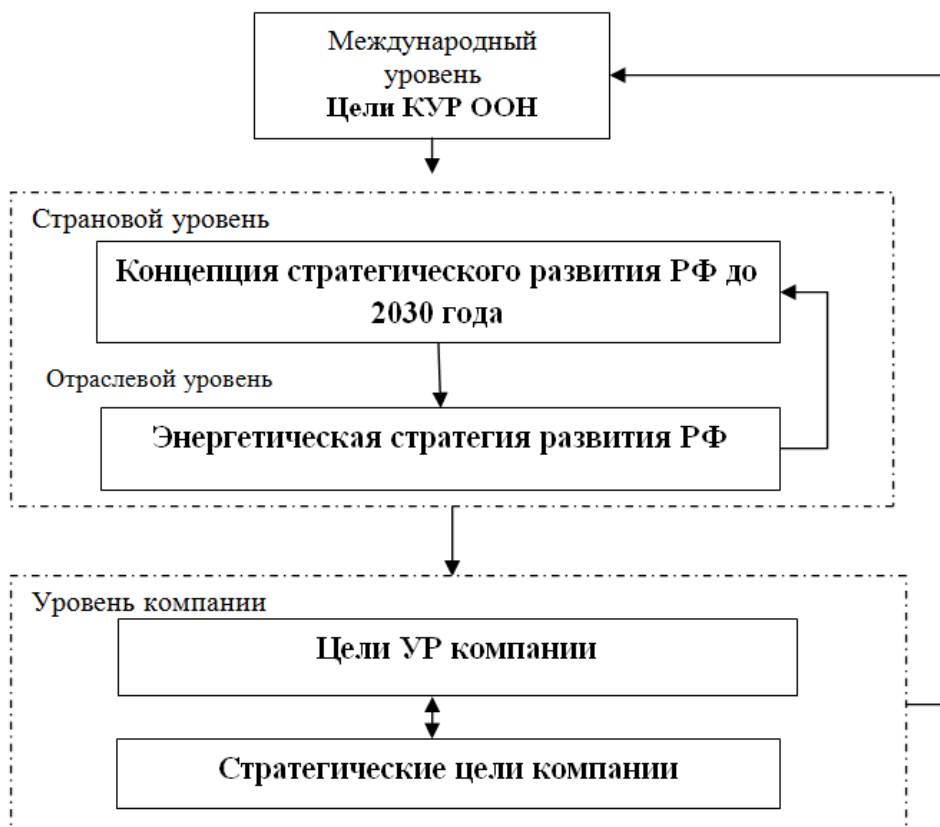 Международный
уровень
Цели КУР ООН
Страновой уровень
Концепция стратегического развития РФ до
2030 года
Отраслевой уровень
Энергетическая стратегия развития РФ
Уровень компании
Цели УР компании
Стратегические цели компании